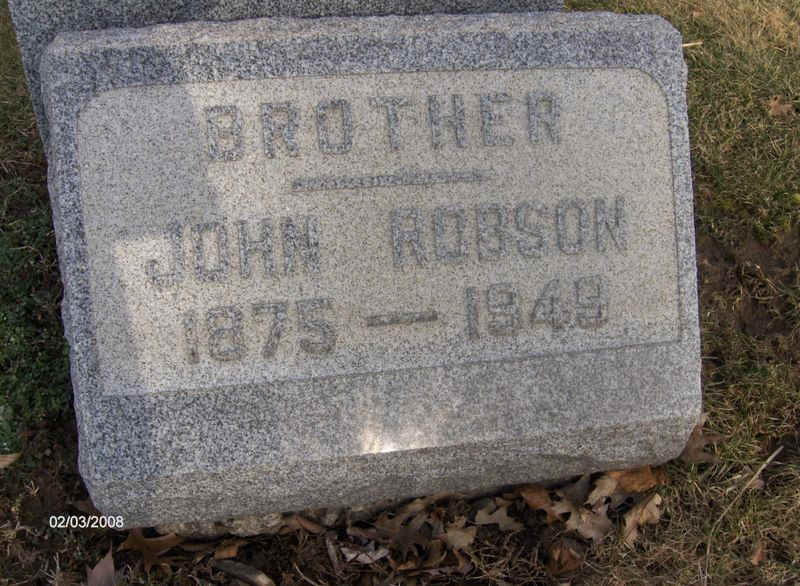 BROTHER
JOHN ROBSON
1875 — 1949
02/03/2008